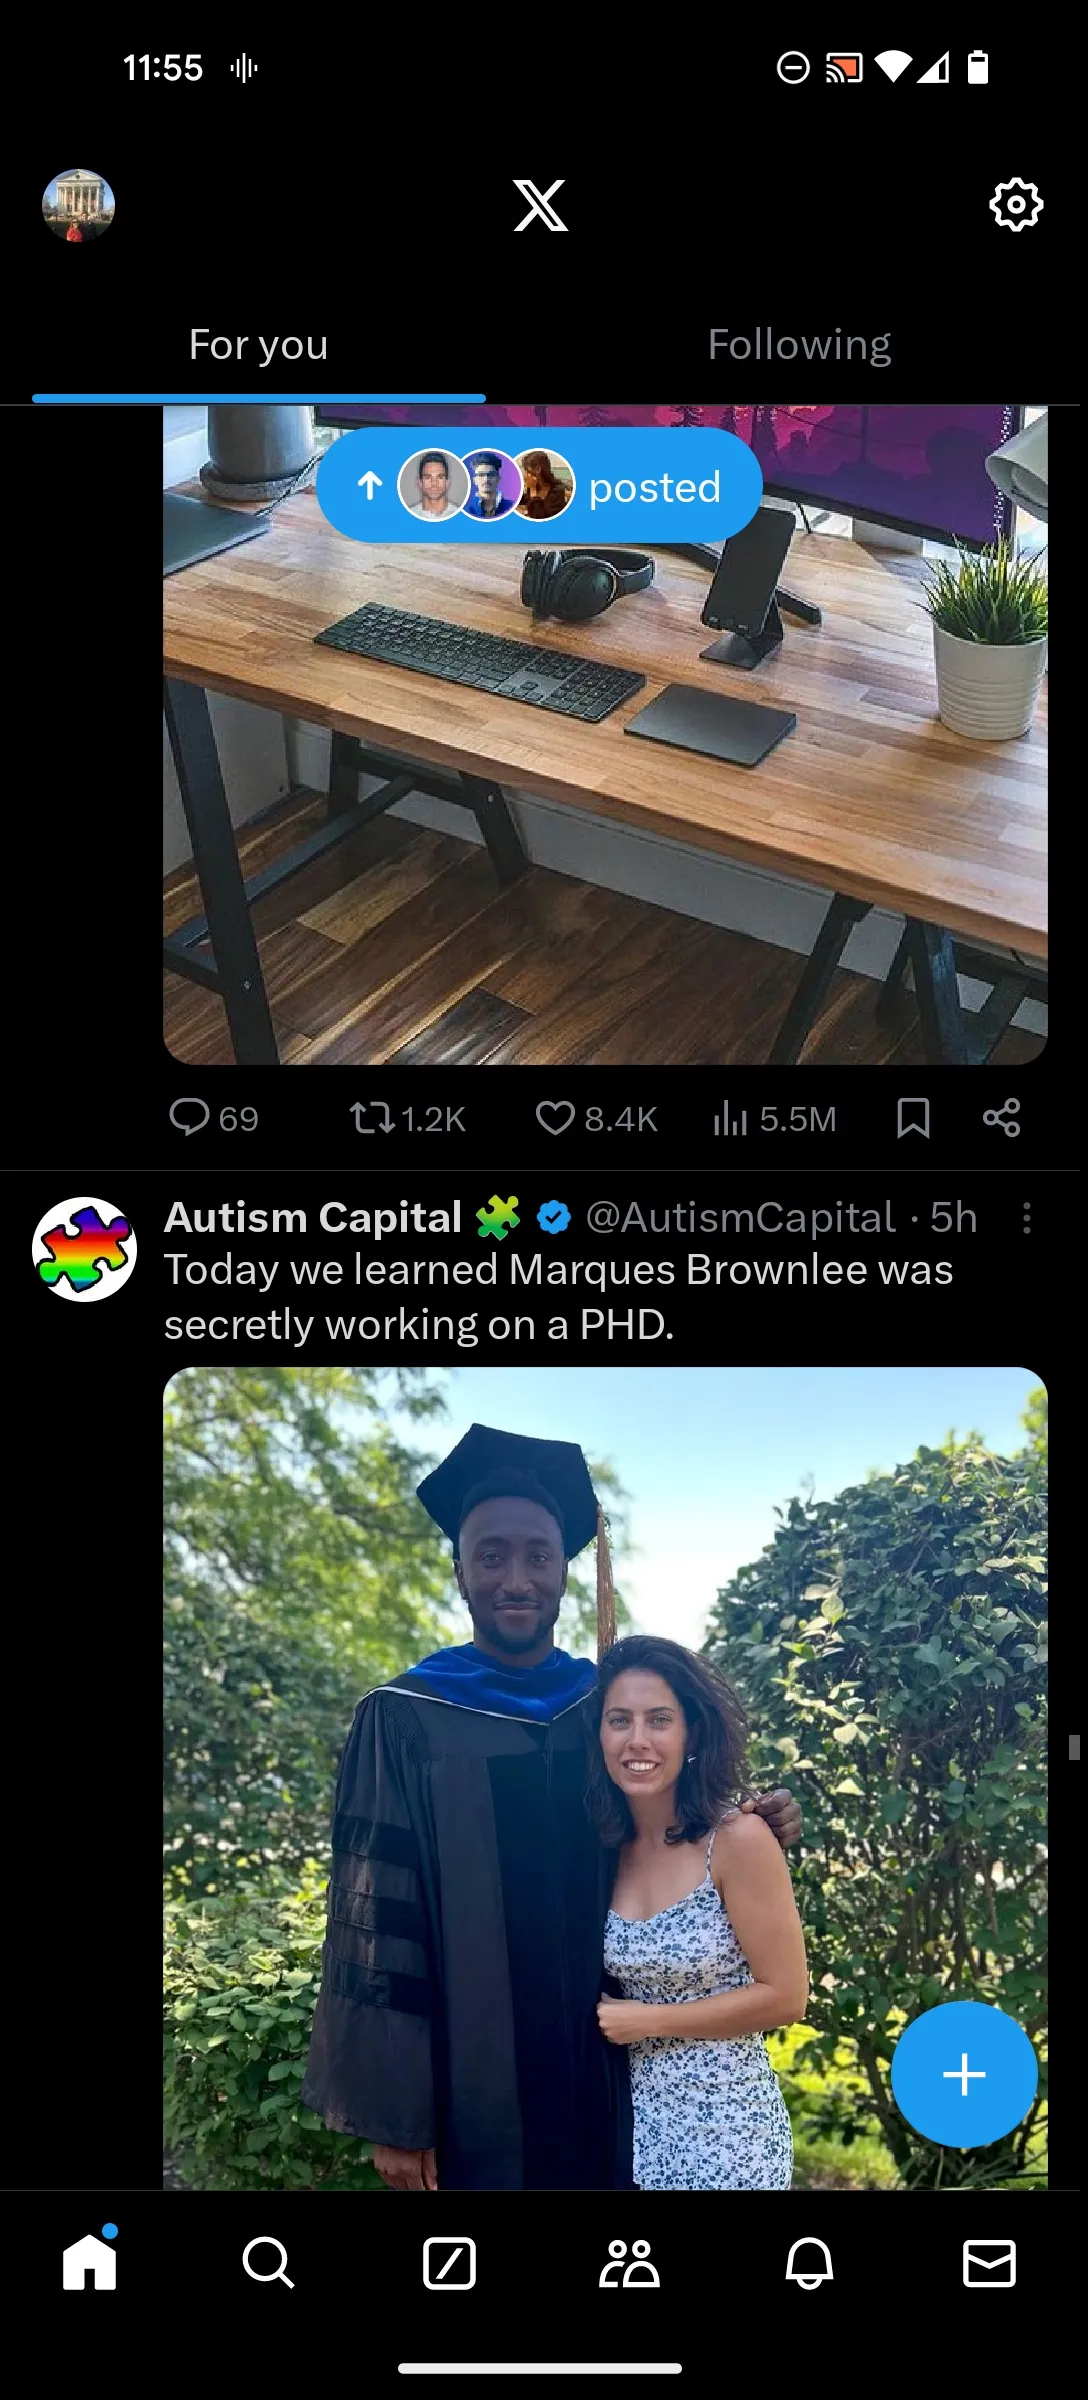 11:55
For you
Following
posted
69
1.2K
8.4K
5.5M
Autism Capital @AutismCapital · 5h
Today we learned Marques Brownlee was
secretly working on a PHD.